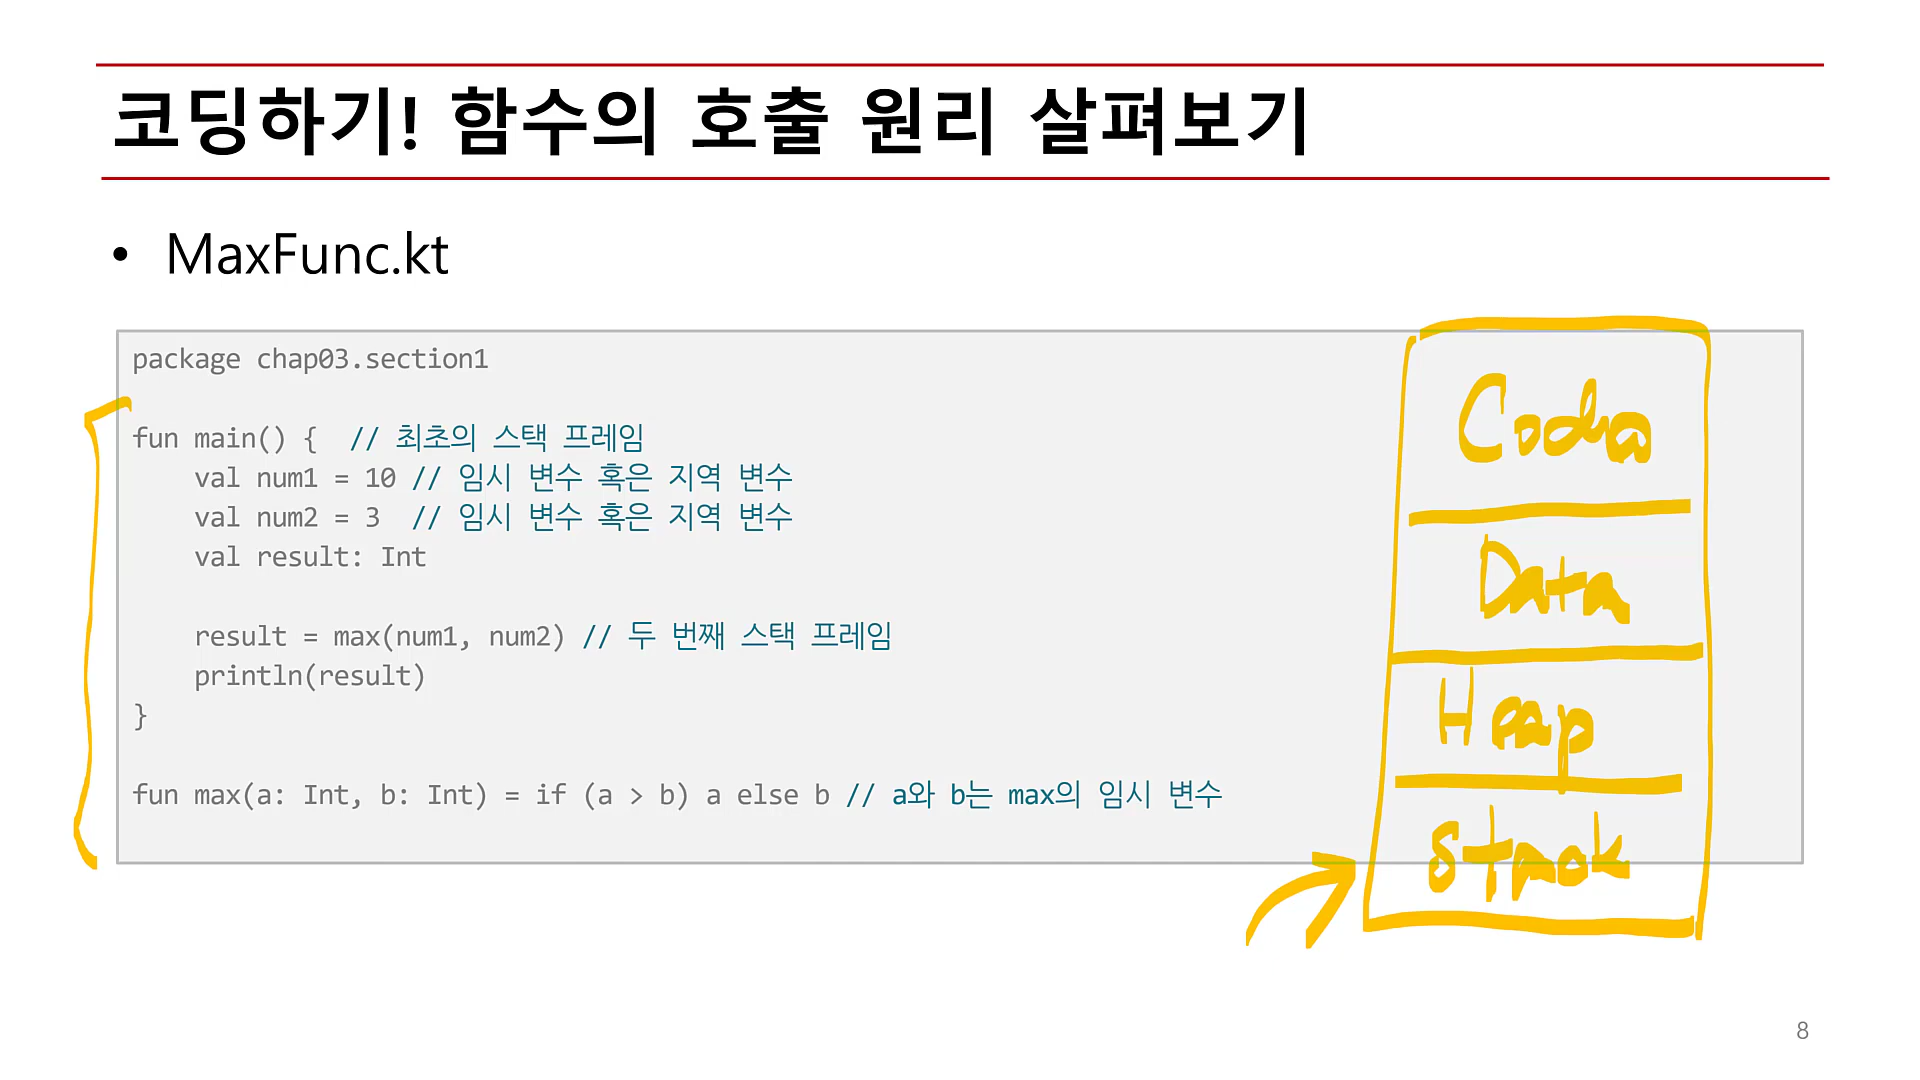 코딩하기! 함수의 호출 원리 살펴보기
• MaxFunc.kt
package chap03.section1
fun main() {  // 최초의 스택 프레임
    val num1 = 10 // 임시 변수 혹은 지역 변수
    val num2 = 3  // 임시 변수 혹은 지역 변수
    val result: Int
    result = max(num1, num2) // 두 번째 스택 프레임
    println(result)
}
fun max(a: Int, b: Int) = if (a > b) a else b // a와 b는 max의 임시 변수
Code
Data
Heap
Stack
8